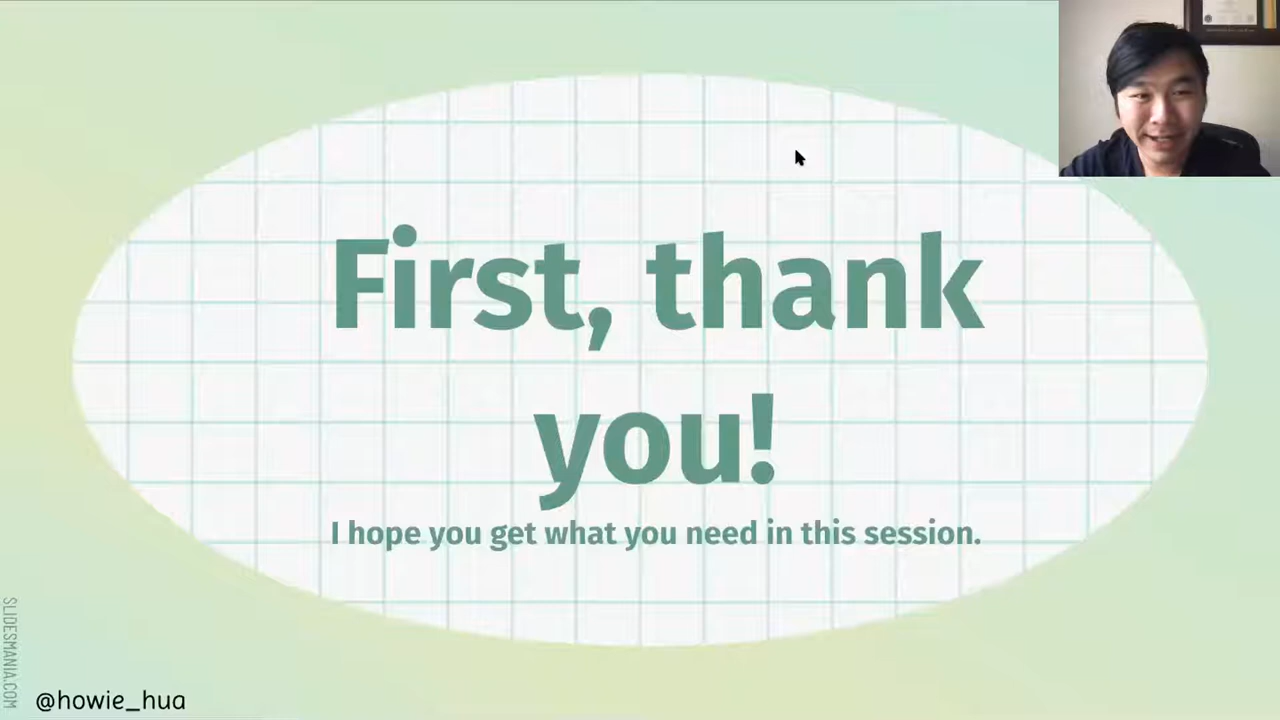 First, thank
you!
I hope you get what you need in this session.
SLIDESMANIA.COM
@howie_hua